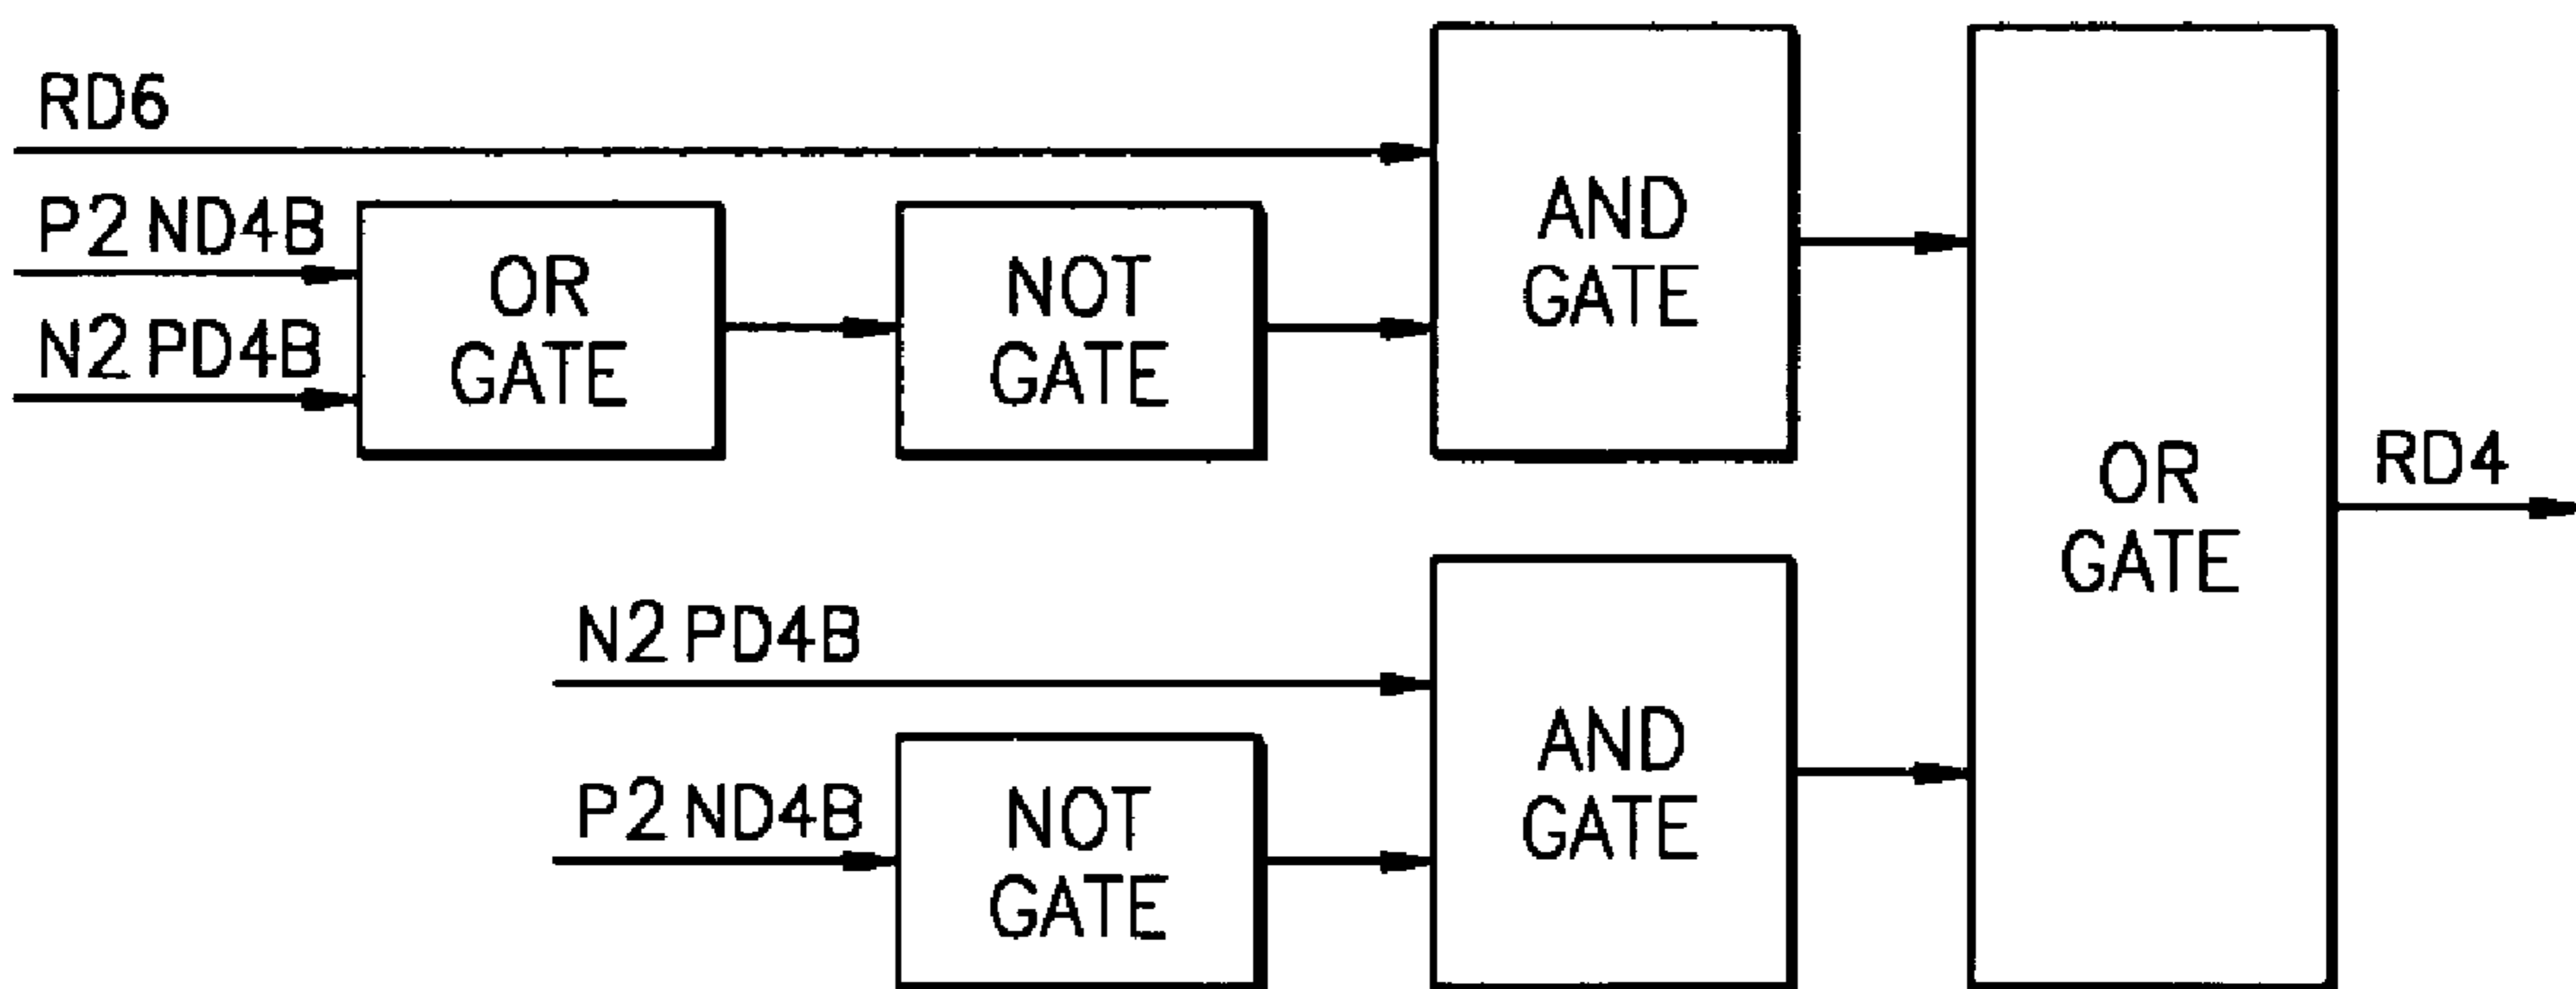 RD6
P2 ND4B
N2 PD4B
OR
GATE
NOT
GATE
AND
GATE
OR
GATE
RD4
N2 PD4B
P2 ND4B
NOT
GATE
AND
GATE